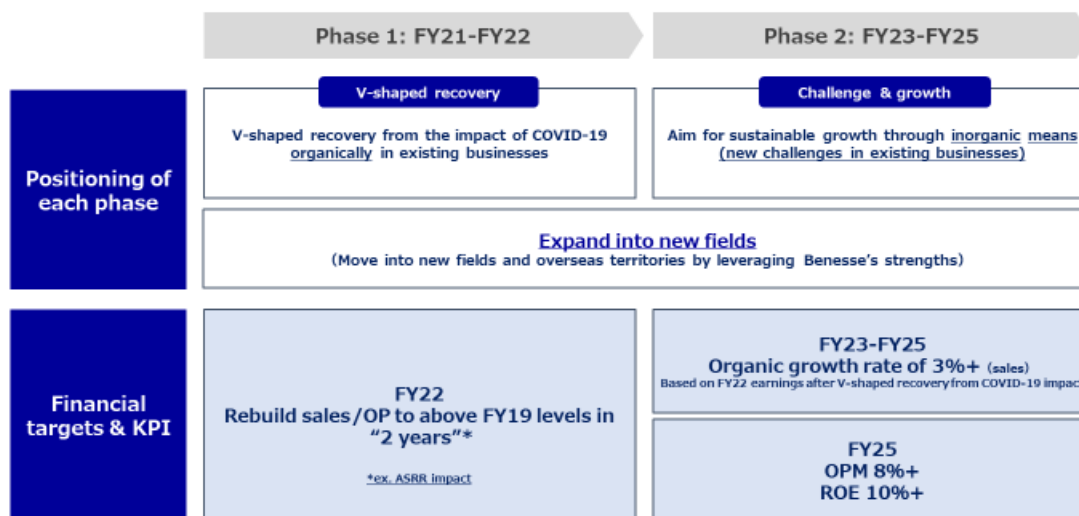 Phase 1: FY21-FY22
Phase 2: FY23-FY25
Positioning of
each phase
V-shaped recovery
V-shaped recovery from the impact of COVID-19
organically in existing businesses
Challenge & growth
Aim for sustainable growth through inorganic means
(new challenges in existing businesses)
Expand into new fields
(Move into new fields and overseas territories by leveraging Benesse's strengths)
Financial
targets & KPI
FY22
Rebuild sales/OP to above FY19 levels in
“2 years”*
*ex. ASRR impact
FY23-FY25
Organic growth rate of 3%+ (sales)
Based on FY22 earnings after V-shaped recovery from COVID-19 impact
FY25
OPM 8%+
ROE 10%+